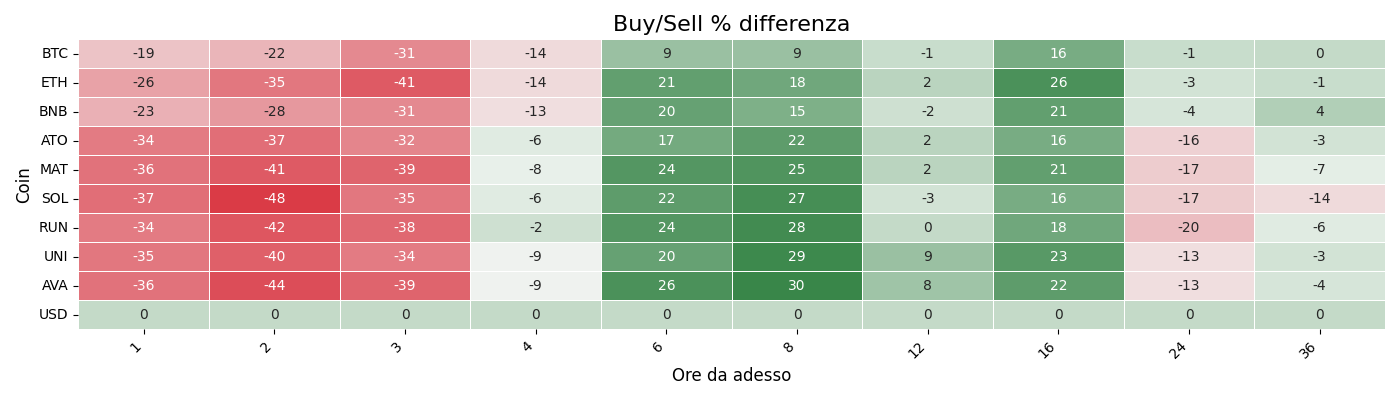 Buy/Sell % differenza
BTC -19 -22 -31 -14 9 9 -1 16 -1 0
ETH -26 -35 -41 -14 21 18 2 26 -3 -1
BNB -23 -28 -31 -13 20 15 -2 21 -4 4
ATO -34 -37 -32 -6 17 22 2 16 -16 -3
MAT -36 -41 -39 -8 24 25 2 21 -17 -7
SOL -37 -48 -35 -6 22 27 -3 16 -17 -14
RUN -34 -42 -38 -2 24 28 0 18 -20 -6
UNI -35 -40 -34 -9 20 29 9 23 -13 -3
AVA -36 -44 -39 -9 26 30 8 22 -13 -4
USD 0 0 0 0 0 0 0 0 0 0
Coin
1 2 3 4 6 8 12 16 24 36
Ore da adesso